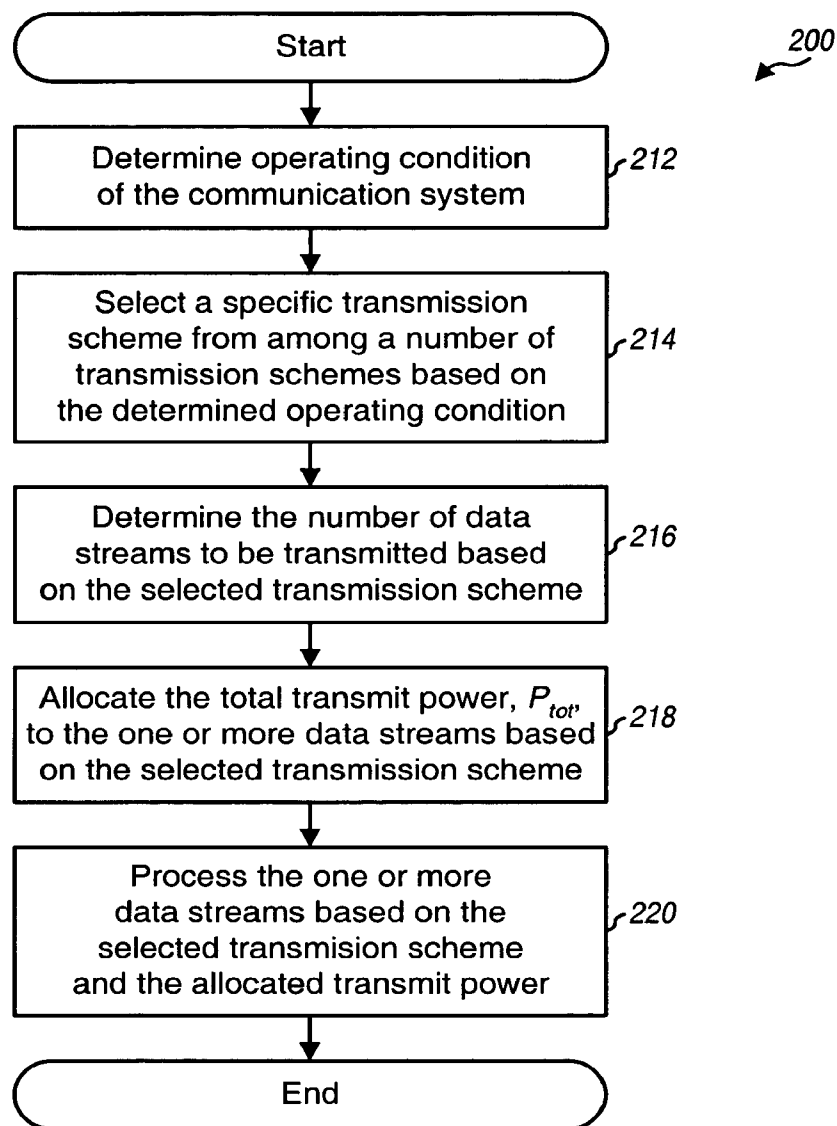 Start
200
Determine operating condition
of the communication system
212
Select a specific transmission
scheme from among a number of
transmission schemes based on
the determined operating condition
214
Determine the number of data
streams to be transmitted based
on the selected transmission scheme
216
Allocate the total transmit power, Ptot,
to the one or more data streams based
on the selected transmission scheme
218
Process the one or more
data streams based on the
selected transmision scheme
and the allocated transmit power
220
End